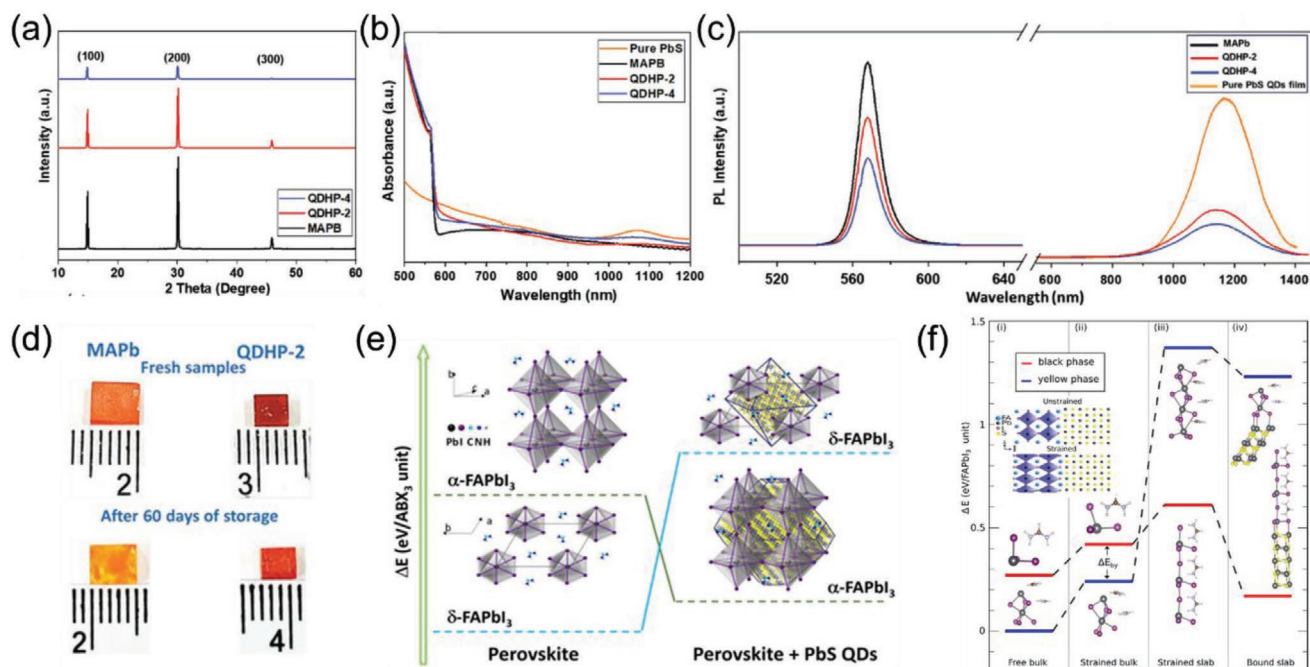 (a)
(100)
(200)
(300)
Intensity (a.u.)
QDHP-4
QDHP-2
MAPB
10 20 30 40 50 60
2 Theta (Degree)
(b)
Absorbance (a.u.)
Pure PbS
MAPB
QDHP-2
QDHP-4
500 600 700 800 900 1000 1100 1200
Wavelength (nm)
(c)
PL Intensity (a.u.)
MAPb
QDHP-2
QDHP-4
Pure PbS QDs film
520 560 600 640 600 800 1000 1200 1400
Wavelength (nm)
(d)
MAPb QDHP-2
Fresh samples
2 3
After 60 days of storage
2 4
(e)
ΔE (eV/ABX3 unit)
b c a
PbI CNH
α-FAPbI3
b a
δ-FAPbI3
Perovskite
δ-FAPbI3
α-FAPbI3
Perovskite + PbS QDs
(f)
ΔE (eV/FAPbI3 unit)
1.5
1
0.5
0
(i) (ii) (iii) (iv)
black phase
yellow phase
Unstrained
FA
Pb
I
S
Strained
ΔEby
Free bulk Strained bulk Strained slab Bound slab